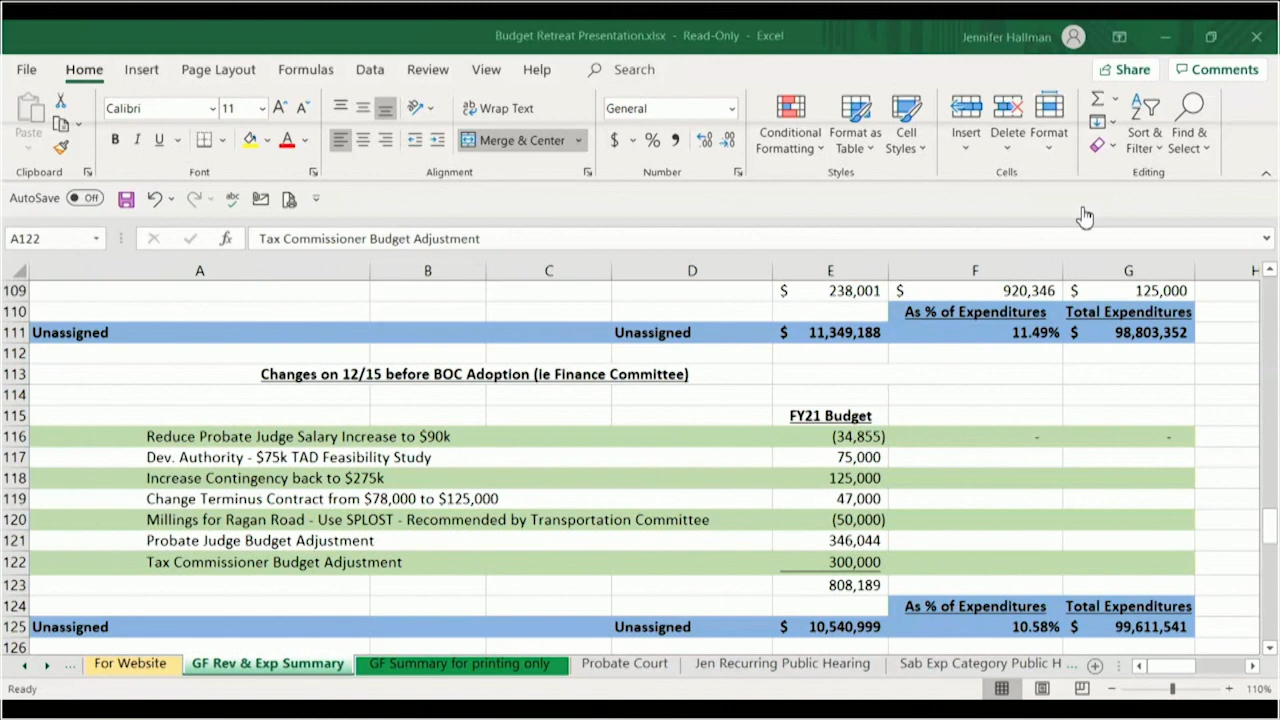 Budget Retreat Presentation.xlsx - Read-Only - Excel
Jennifer Hallman
File Home Insert Page Layout Formulas Data Review View Help Search Share Comments
Paste
Calibri 11
Wrap Text
General
B I U
Merge & Center
$ %
Conditional Formatting
Format as Table
Cell Styles
Insert Delete Format
Sort & Filter
Find & Select
Clipboard Font Alignment Number Styles Cells Editing
AutoSave Off
A122 fx Tax Commissioner Budget Adjustment
A B C D E F G H
109 $ 238,001 $ 920,346 $ 125,000
110 As % of Expenditures Total Expenditures
111 Unassigned Unassigned $ 11,349,188 11.49% $ 98,803,352
112
113 Changes on 12/15 before BOC Adoption (ie Finance Committee)
114
115 FY21 Budget
116 Reduce Probate Judge Salary Increase to $90k (34,855) - -
117 Dev. Authority - $75k TAD Feasibility Study 75,000
118 Increase Contingency back to $275k 125,000
119 Change Terminus Contract from $78,000 to $125,000 47,000
120 Millings for Ragan Road - Use SPLOST - Recommended by Transportation Committee (50,000)
121 Probate Judge Budget Adjustment 346,044
122 Tax Commissioner Budget Adjustment 300,000
123 808,189
124 As % of Expenditures Total Expenditures
125 Unassigned Unassigned $ 10,540,999 10.58% $ 99,611,541
126
... For Website GF Rev & Exp Summary GF Summary for printing only Probate Court Jen Recurring Public Hearing Sab Exp Category Public H ...
Ready 110%